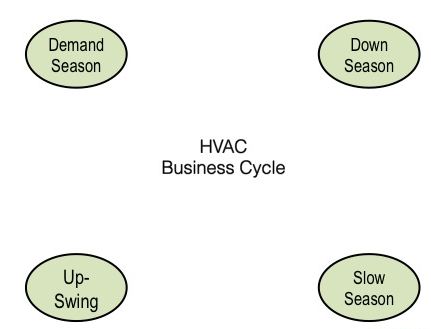 Demand
Season
Down
Season
HVAC
Business Cycle
Up-
Swing
Slow
Season